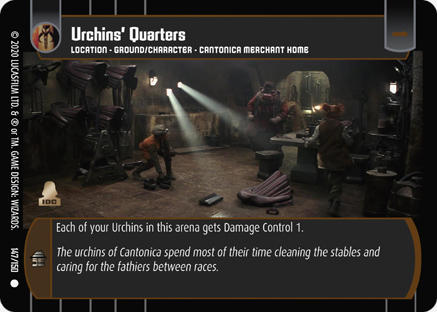 Urchins' Quarters
LOCATION - GROUND/CHARACTER - CANTONICA MERCHANT HOME
© 2020 LUCASFILM LTD. & ® or TM. GAME DESIGN: WIZARDS.
IDC
Each of your Urchins in this arena gets Damage Control 1.
The urchins of Cantonica spend most of their time cleaning the stables and
caring for the fathiers between races.
147/150